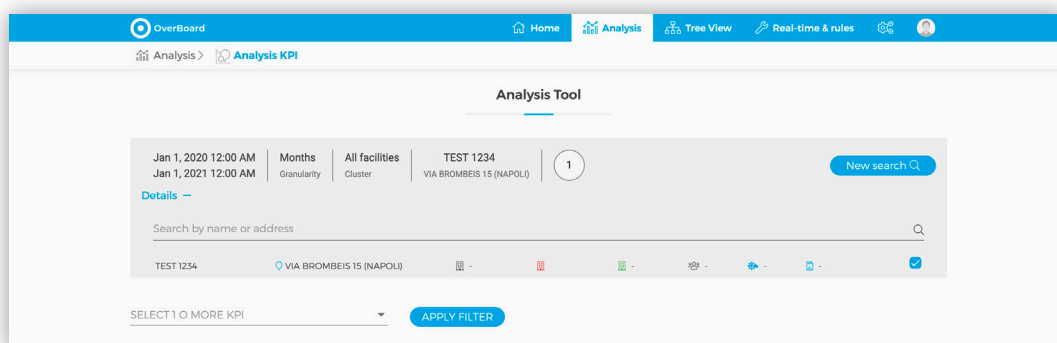 OverBoard Home Analysis Tree View Real-time & rules
Analysis > Analysis KPI
Analysis Tool
Jan 1, 2020 12:00 AM Months All facilities TEST 1234 1 New search
Jan 1, 2021 12:00 AM Granularity Cluster VIA BROMBEIS 15 (NAPOLI)
Details −
Search by name or address
TEST 1234 VIA BROMBEIS 15 (NAPOLI) - - - - -
SELECT 1 O MORE KPI APPLY FILTER